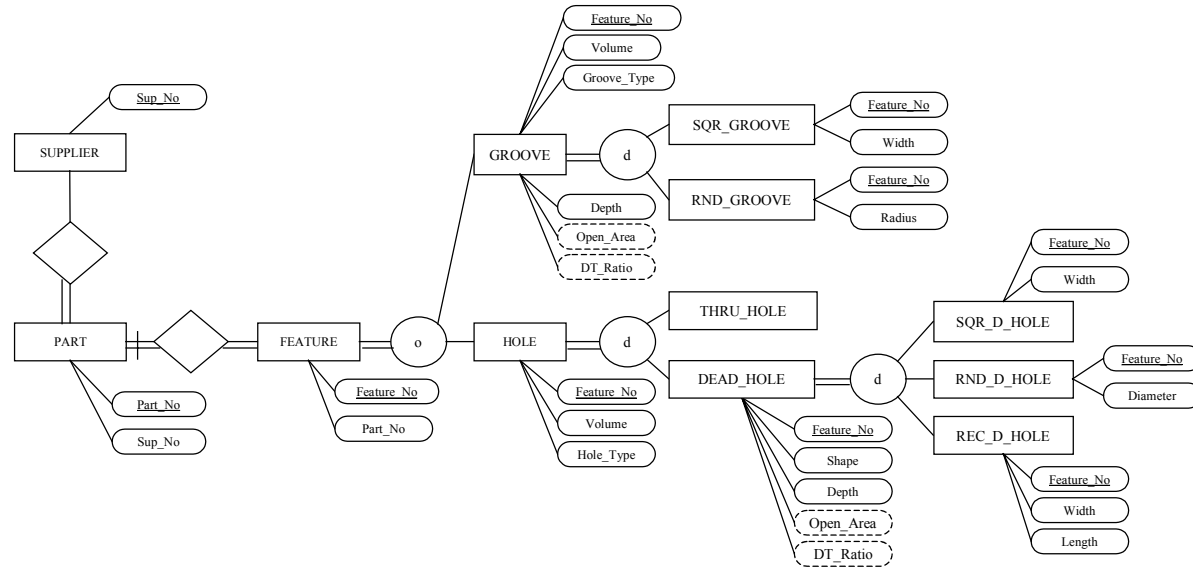 Feature_No
Volume
Groove_Type
Sup_No
SUPPLIER
GROOVE
d
SQR_GROOVE
Feature_No
Width
RND_GROOVE
Feature_No
Radius
Depth
Open_Area
DT_Ratio
PART
FEATURE
o
HOLE
d
THRU_HOLE
DEAD_HOLE
d
Feature_No
Width
SQR_D_HOLE
RND_D_HOLE
Feature_No
Diameter
REC_D_HOLE
Part_No
Sup_No
Feature_No
Part_No
Feature_No
Volume
Hole_Type
Feature_No
Shape
Depth
Open_Area
DT_Ratio
Feature_No
Width
Length